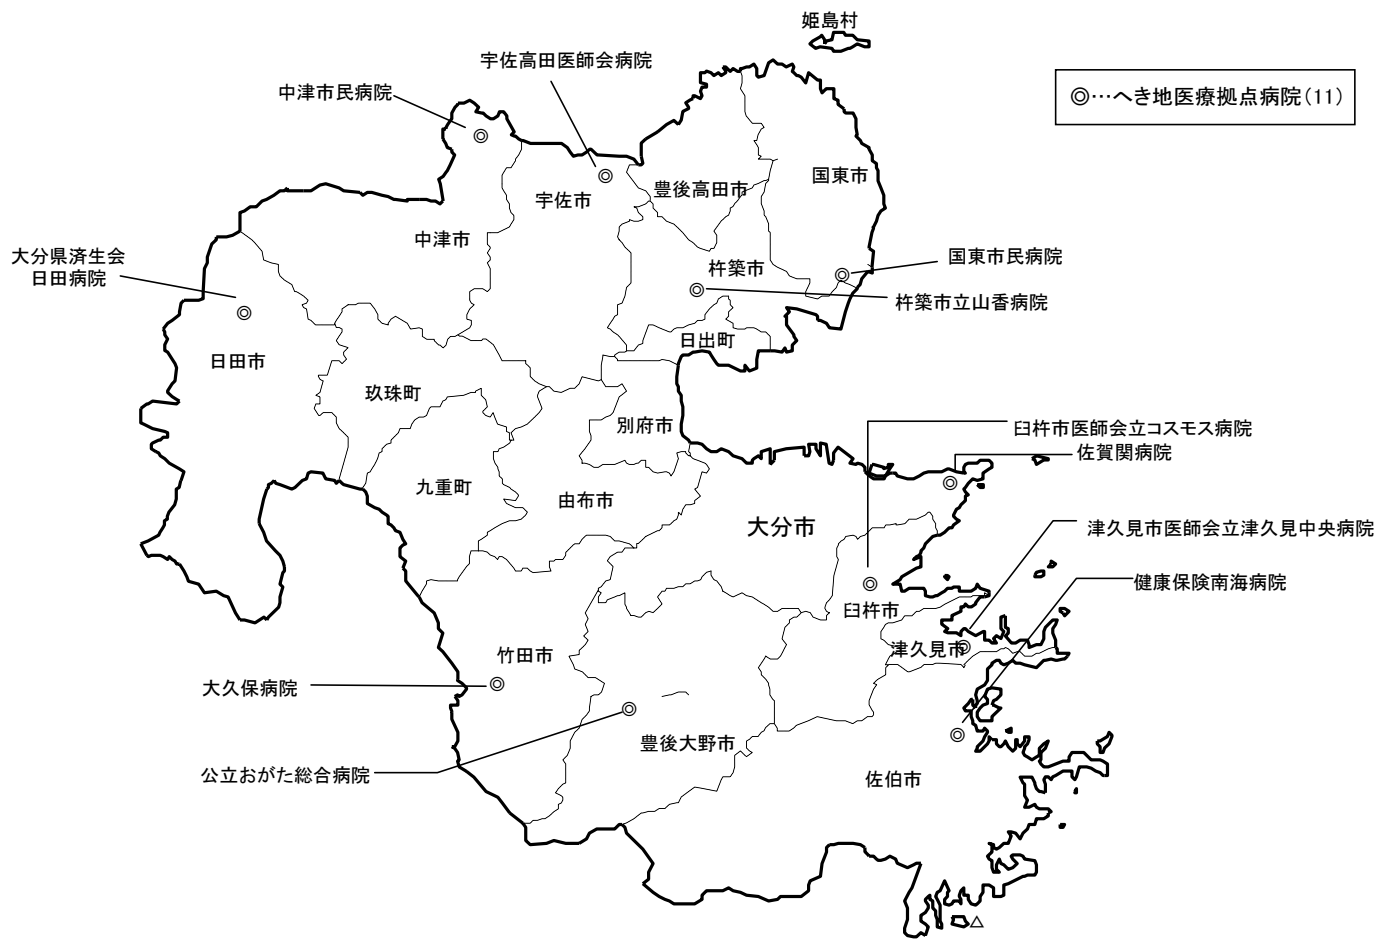 姫島村
宇佐高田医師会病院
中津市民病院
◎…へき地医療拠点病院(11)
国東市
豊後高田市
宇佐市
中津市
大分県済生会
日田病院
国東市民病院
杵築市
杵築市立山香病院
日出町
日田市
玖珠町
別府市
臼杵市医師会立コスモス病院
佐賀関病院
九重町
由布市
大分市
津久見市医師会立津久見中央病院
健康保険南海病院
臼杵市
津久見市
竹田市
大久保病院
豊後大野市
公立おがた総合病院
佐伯市